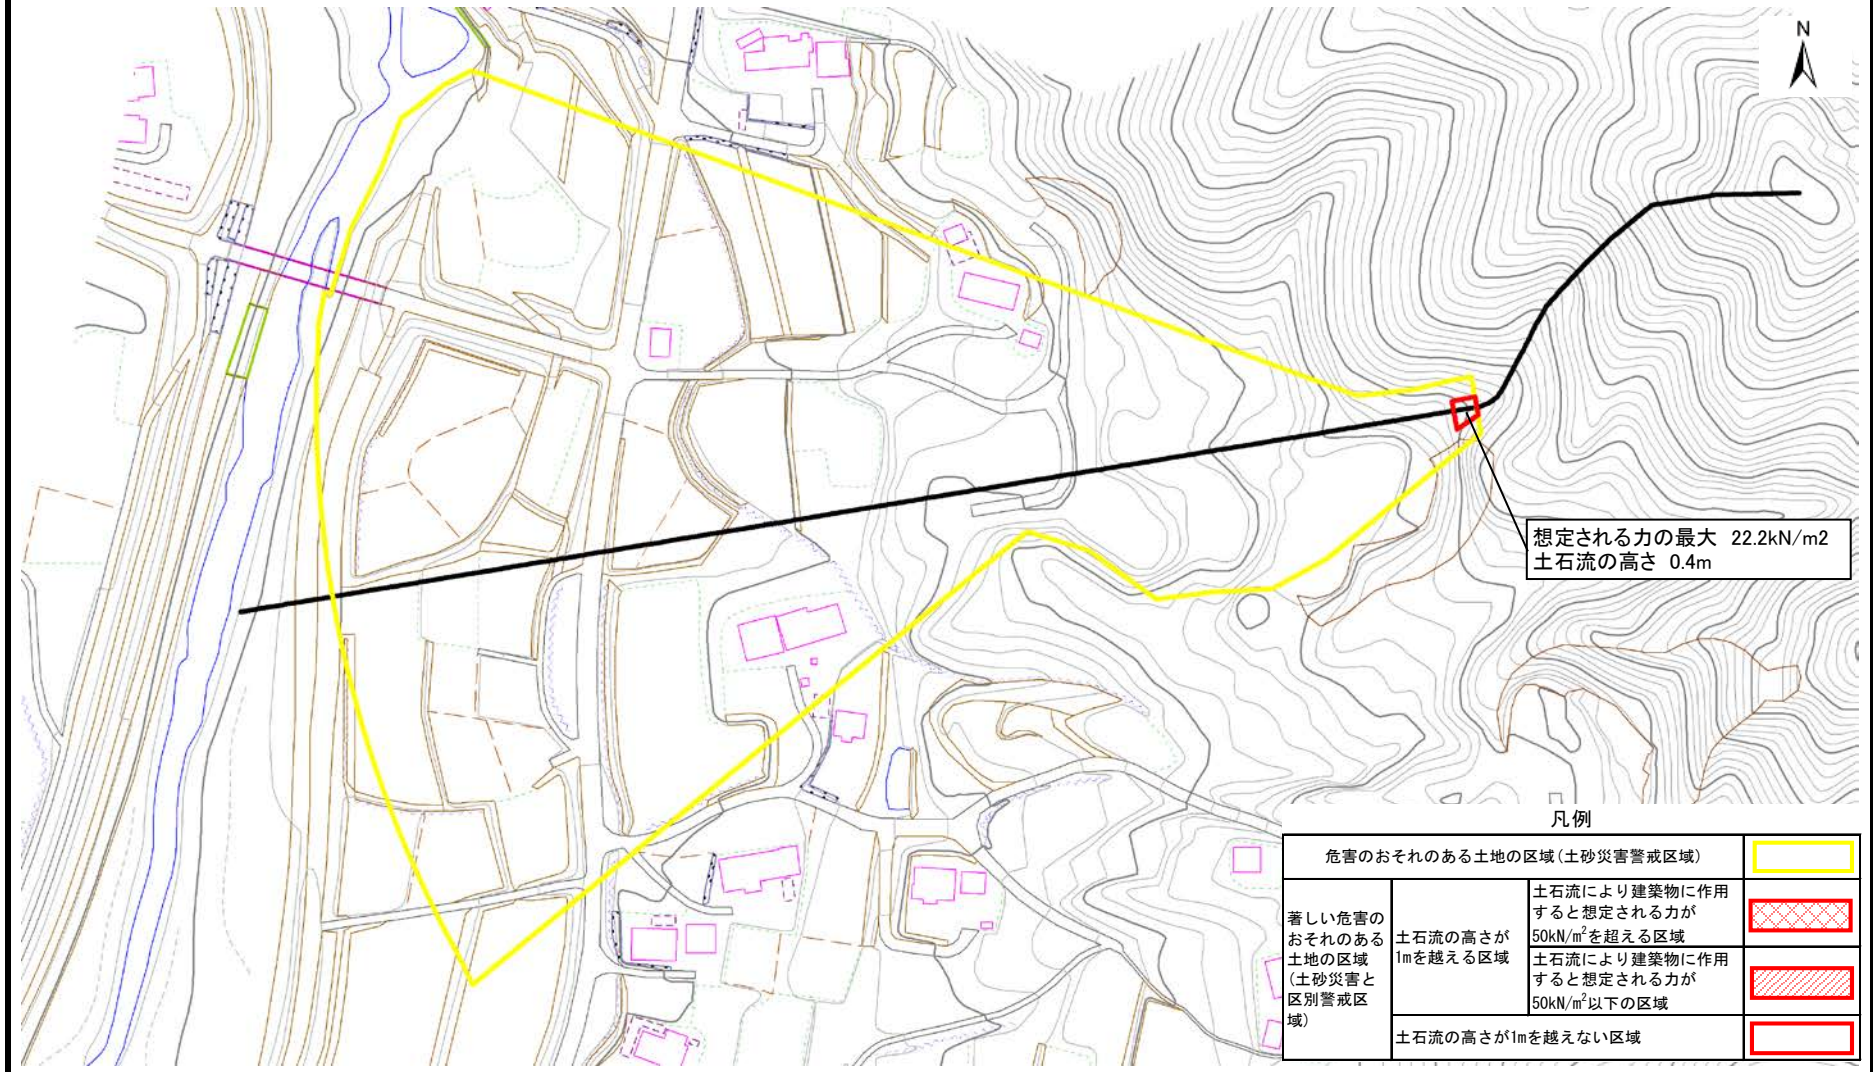 N
想定される力の最大 22.2kN/m2
土石流の高さ 0.4m
凡例
危害のおそれのある土地の区域(土砂災害警戒区域)
著しい危害の
おそれのある
土地の区域
(土砂災害と
区別警戒区
域)
土石流の高さが
1mを越える区域
土石流により建築物に作用
すると想定される力が
50kN/m²を超える区域
土石流により建築物に作用
すると想定される力が
50kN/m²以下の区域
土石流の高さが1mを越えない区域